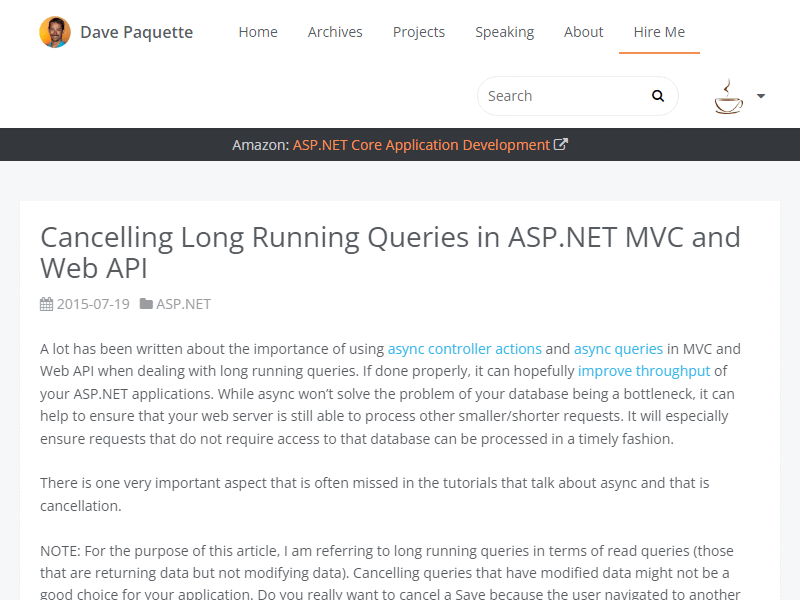 Dave Paquette
Home
Archives
Projects
Speaking
About
Hire Me
Search
Amazon: ASP.NET Core Application Development
Cancelling Long Running Queries in ASP.NET MVC and
Web API
2015-07-19 ASP.NET
A lot has been written about the importance of using async controller actions and async queries in MVC and
Web API when dealing with long running queries. If done properly, it can hopefully improve throughput of
your ASP.NET applications. While async won’t solve the problem of your database being a bottleneck, it can
help to ensure that your web server is still able to process other smaller/shorter requests. It will especially
ensure requests that do not require access to that database can be processed in a timely fashion.
There is one very important aspect that is often missed in the tutorials that talk about async and that is
cancellation.
NOTE: For the purpose of this article, I am referring to long running queries in terms of read queries (those
that are returning data but not modifying data). Cancelling queries that have modified data might not be a
good choice for your application. Do you really want to cancel a Save because the user navigated to another